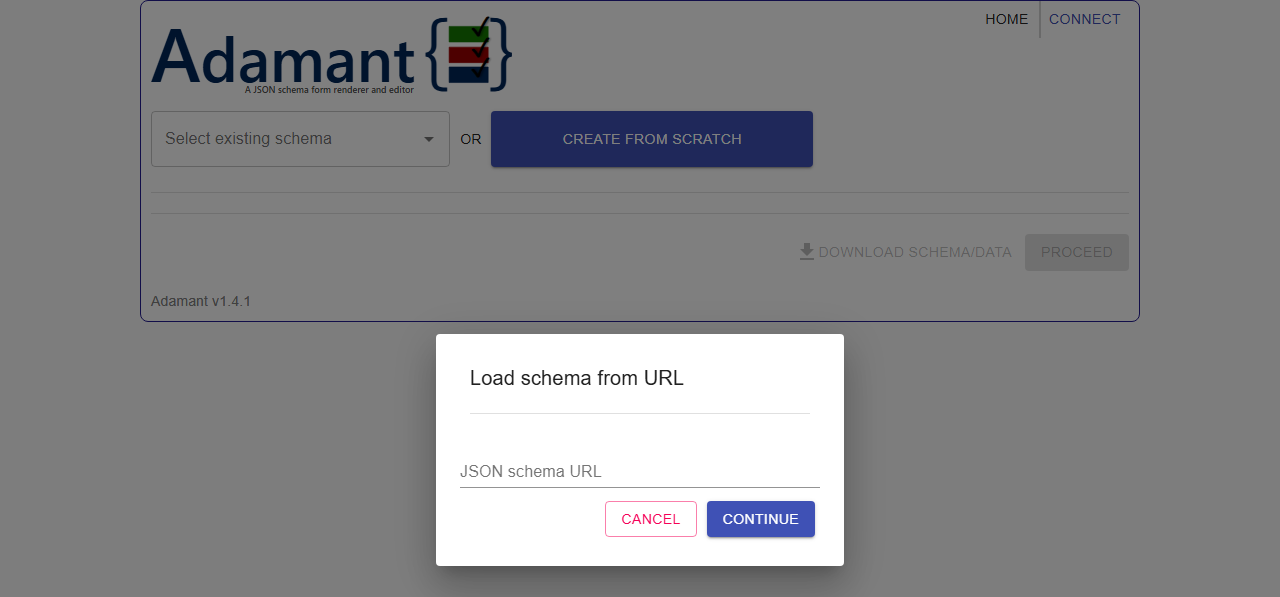 HOME
CONNECT
Adamant
A JSON schema form renderer and editor
Select existing schema
OR
CREATE FROM SCRATCH
DOWNLOAD SCHEMA/DATA
PROCEED
Adamant v1.4.1
Load schema from URL
JSON schema URL
CANCEL
CONTINUE